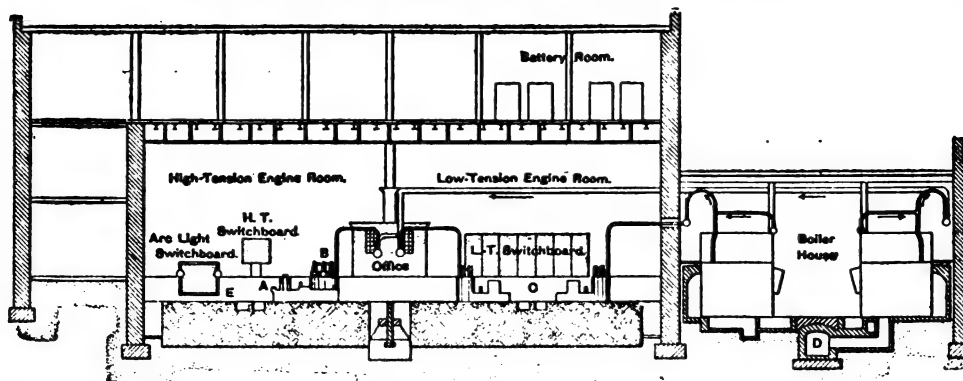 Battery Room.
High-Tension Engine Room.
Low-Tension Engine Room.
H. T.
Switchboard
Arc Light
Switchboard.
B
Office
L-T. Switchboard
Boiler
House
A
E
O
D